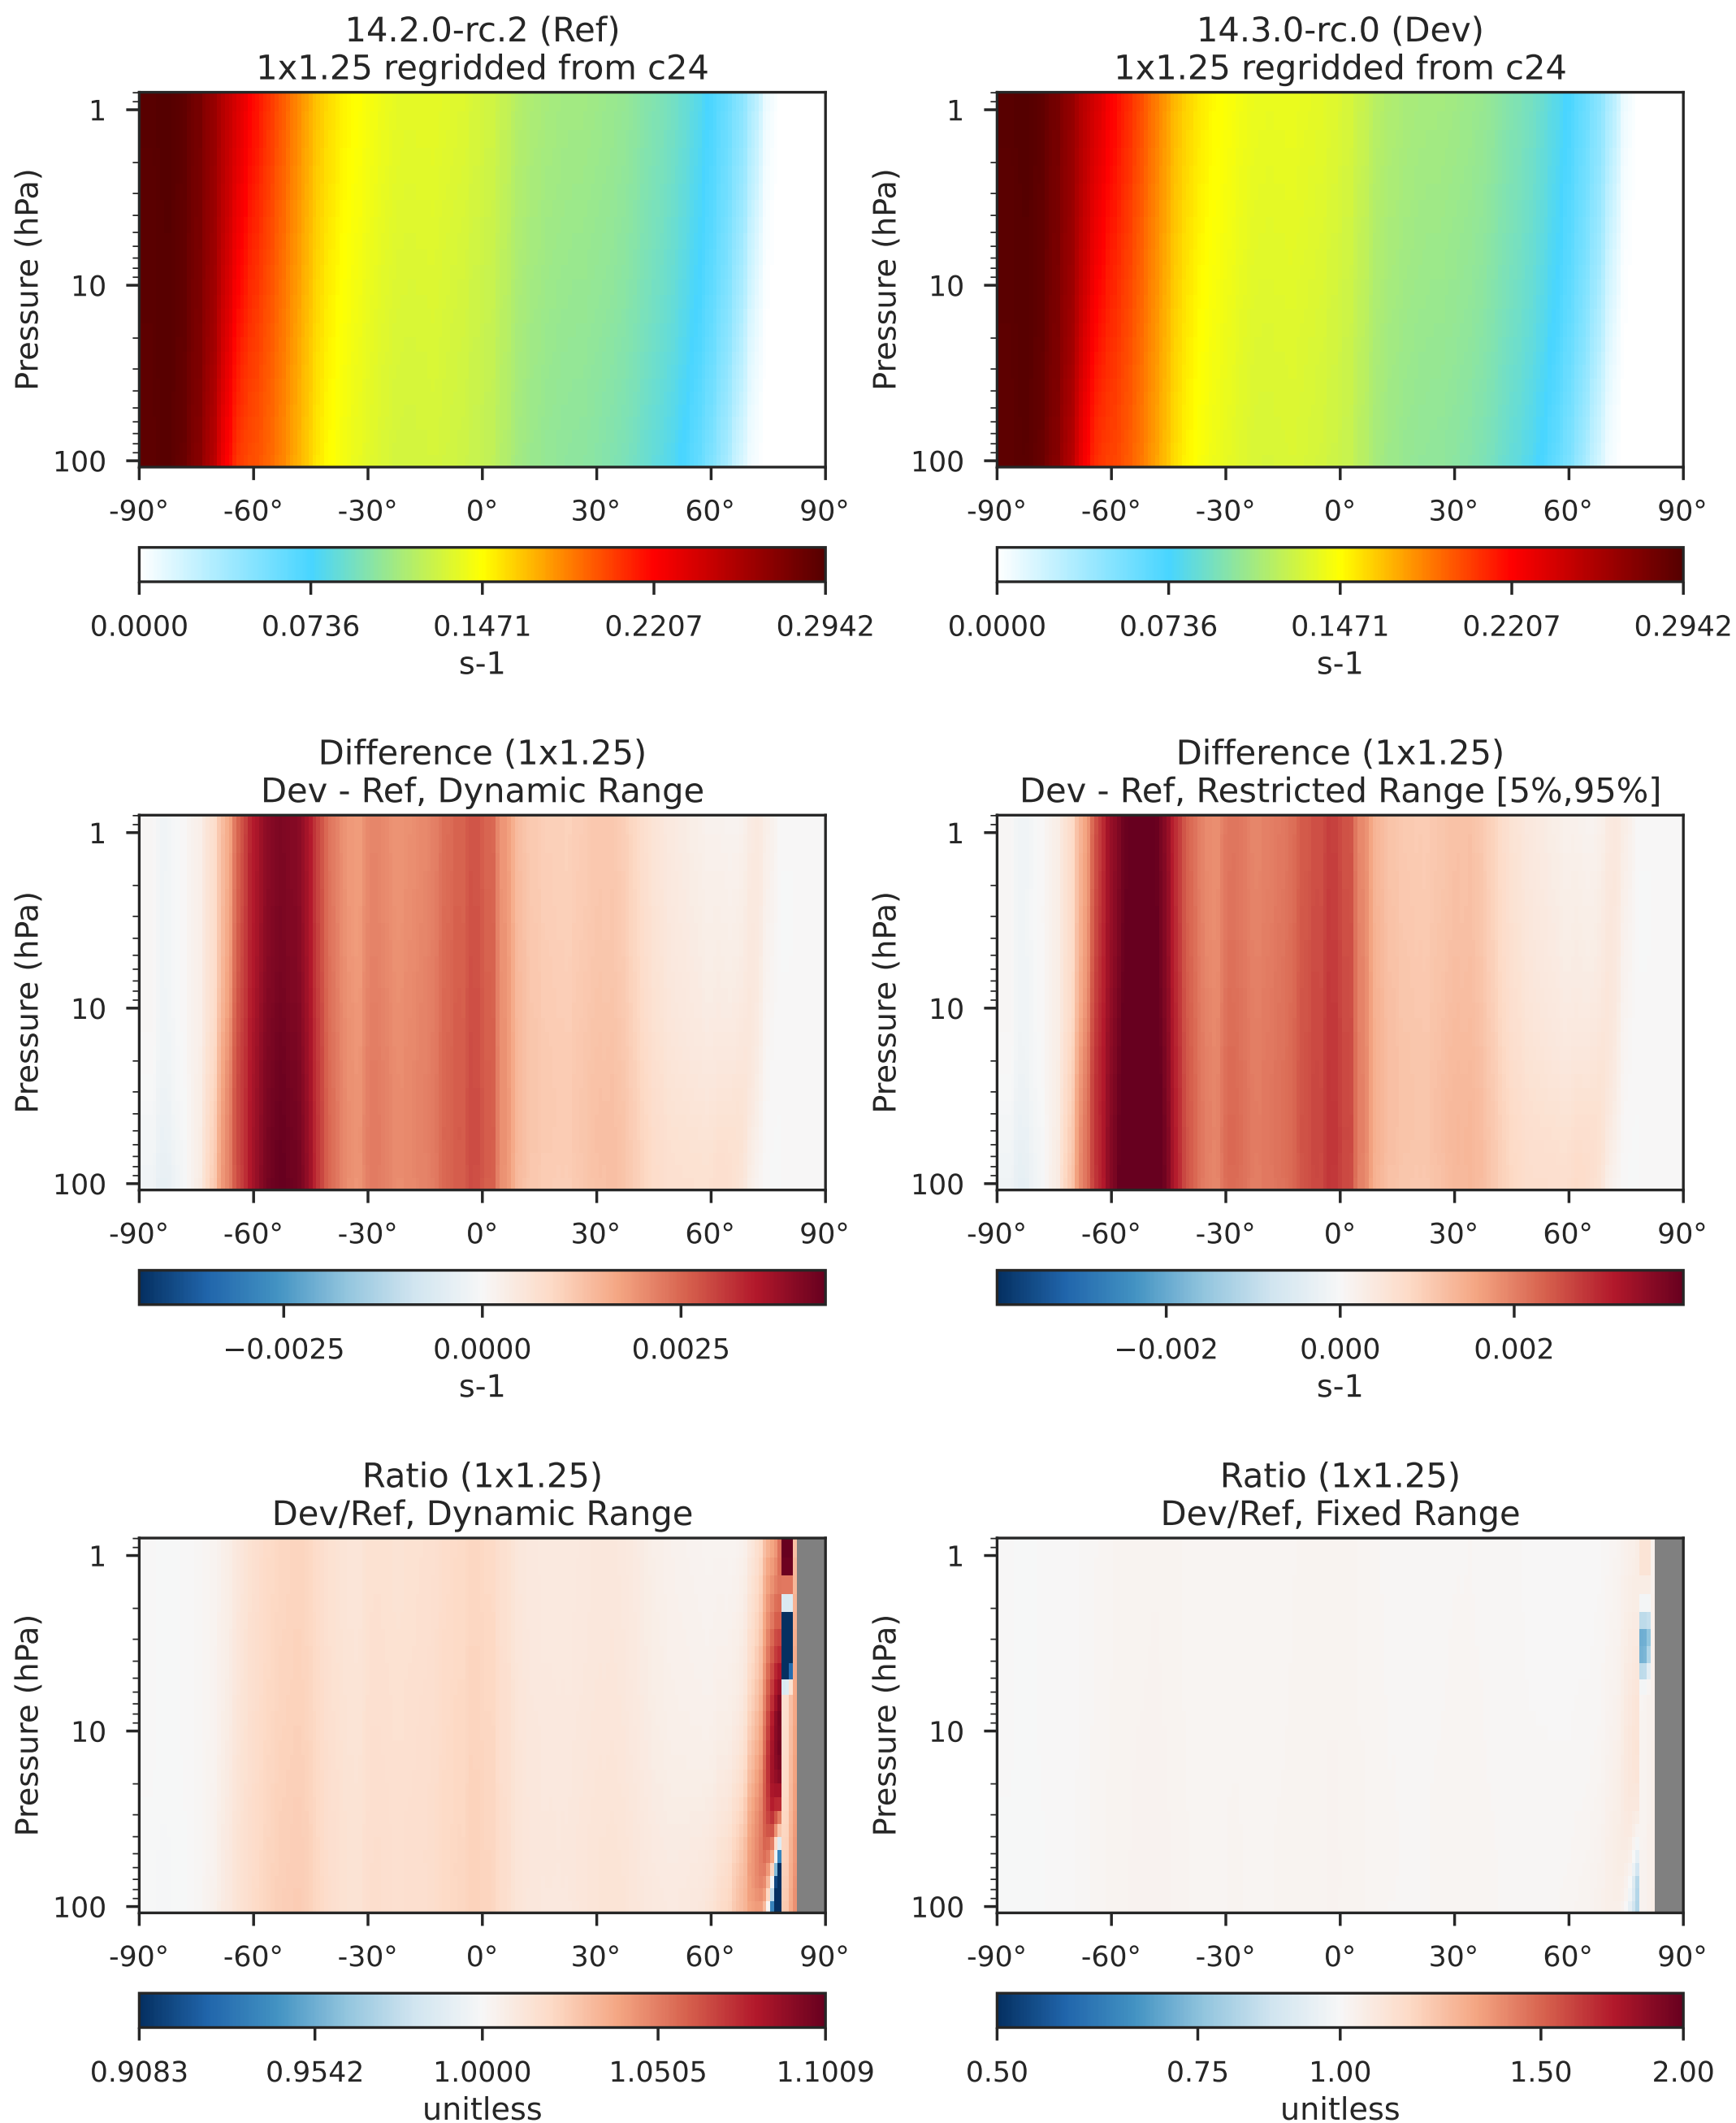 14.2.0-rc.2 (Ref)
1x1.25 regridded from c24
14.3.0-rc.0 (Dev)
1x1.25 regridded from c24
Pressure (hPa)
1
10
100
-90° -60° -30° 0° 30° 60° 90°
0.0000 0.0736 0.1471 0.2207 0.2942
s-1
Pressure (hPa)
1
10
100
-90° -60° -30° 0° 30° 60° 90°
0.0000 0.0736 0.1471 0.2207 0.2942
s-1
Difference (1x1.25)
Dev - Ref, Dynamic Range
Pressure (hPa)
1
10
100
-90° -60° -30° 0° 30° 60° 90°
−0.0025 0.0000 0.0025
s-1
Difference (1x1.25)
Dev - Ref, Restricted Range [5%,95%]
Pressure (hPa)
1
10
100
-90° -60° -30° 0° 30° 60° 90°
−0.002 0.000 0.002
s-1
Ratio (1x1.25)
Dev/Ref, Dynamic Range
Pressure (hPa)
1
10
100
-90° -60° -30° 0° 30° 60° 90°
0.9083 0.9542 1.0000 1.0505 1.1009
unitless
Ratio (1x1.25)
Dev/Ref, Fixed Range
Pressure (hPa)
1
10
100
-90° -60° -30° 0° 30° 60° 90°
0.50 0.75 1.00 1.50 2.00
unitless